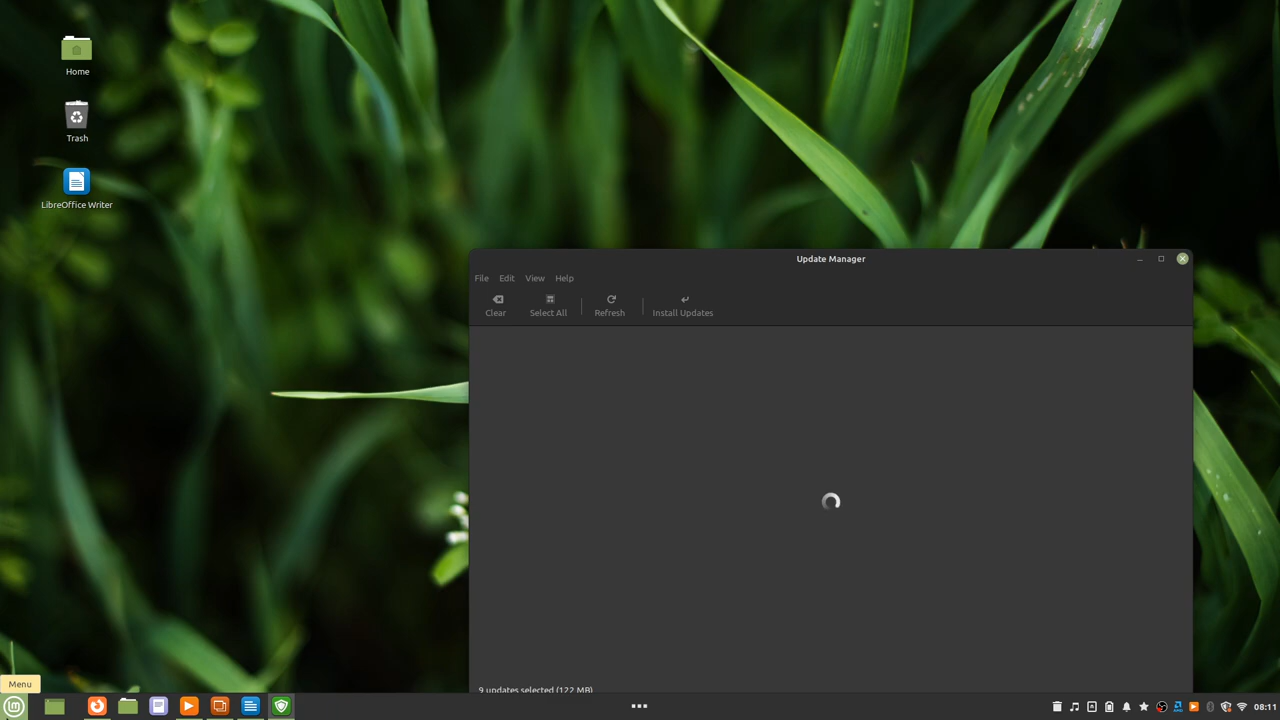 Home
Trash
LibreOffice Writer
Update Manager
File Edit View Help
Clear Select All Refresh Install Updates
9 updates selected (122 MB)
Menu
08:11